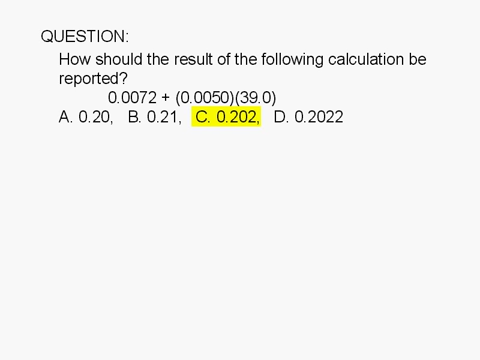 QUESTION:
How should the result of the following calculation be
reported?
0.0072 + (0.0050)(39.0)
A. 0.20, B. 0.21, C. 0.202, D. 0.2022